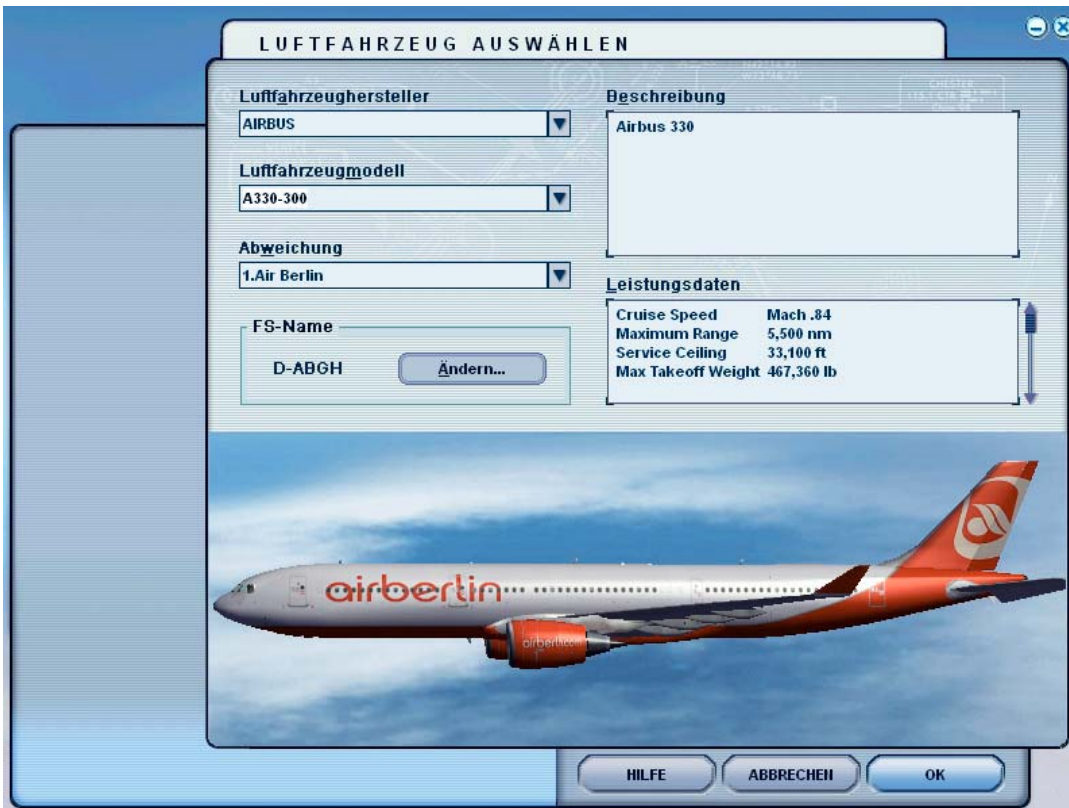 LUFTFAHRZEUG AUSWÄHLEN
Luftfahrzeughersteller
AIRBUS
Luftfahrzeugmodell
A330-300
Abweichung
1.Air Berlin
FS-Name
D-ABGH
Ändern...
Beschreibung
Airbus 330
Leistungsdaten
Cruise Speed Mach .84
Maximum Range 5,500 nm
Service Ceiling 33,100 ft
Max Takeoff Weight 467,360 lb
airberlin
airberlin.com
HILFE
ABBRECHEN
OK